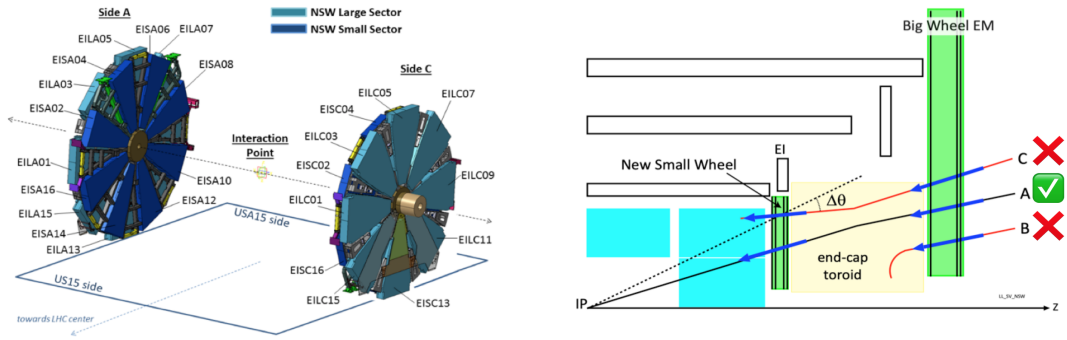 Side A
NSW Large Sector
NSW Small Sector
EISA06
EILA07
EILA05
EISA04
EISA08
EILA03
EISA02
Side C
EILC05
EILC07
EISC04
Interaction
Point
EILC03
EISC02
EILA01
EISA10
EILC09
EISA16
EISA12
EILC01
EILA15
USA15 side
EISA14
EILA13
EILC11
EISC16
US15 side
EILC15
EISC13
towards LHC center
Big Wheel EM
EI
New Small Wheel
C
Δθ
A
B
end-cap
toroid
LL_SV_NSW
IP
z